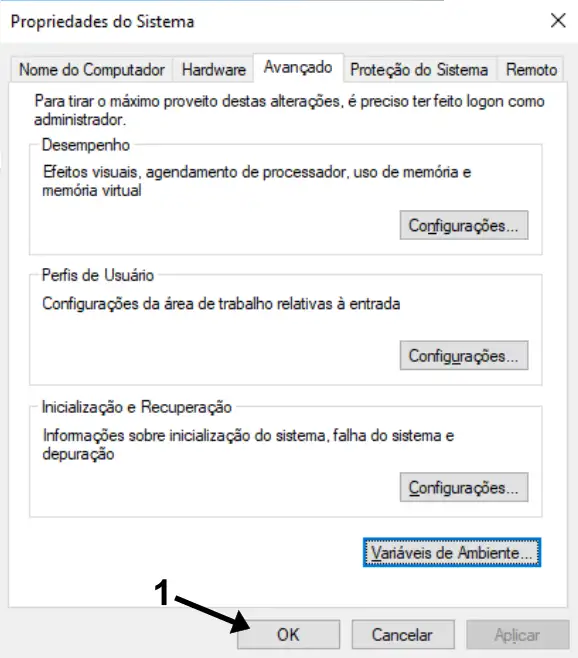 Propriedades do Sistema
Nome do Computador Hardware Avançado Proteção do Sistema Remoto
Para tirar o máximo proveito destas alterações, é preciso ter feito logon como
administrador.
Desempenho
Efeitos visuais, agendamento de processador, uso de memória e
memória virtual
Configurações...
Perfis de Usuário
Configurações da área de trabalho relativas à entrada
Configurações...
Inicialização e Recuperação
Informações sobre inicialização do sistema, falha do sistema e
depuração
Configurações...
Variáveis de Ambiente...
1
OK Cancelar Aplicar